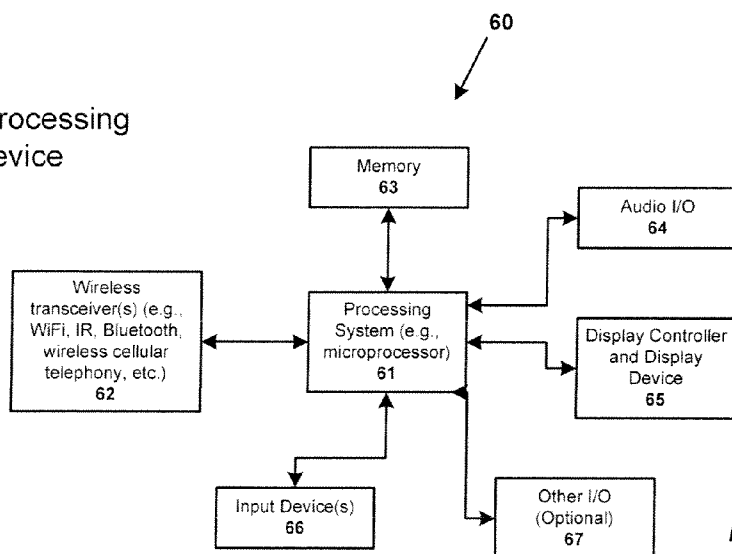 60
rocessing
evice
Memory
63
Audio I/O
64
Wireless
transceiver(s) (e.g.,
WiFi, IR, Bluetooth,
wireless cellular
telephony, etc.)
62
Processing
System (e.g.,
microprocessor)
61
Display Controller
and Display
Device
65
Input Device(s)
66
Other I/O
(Optional)
67